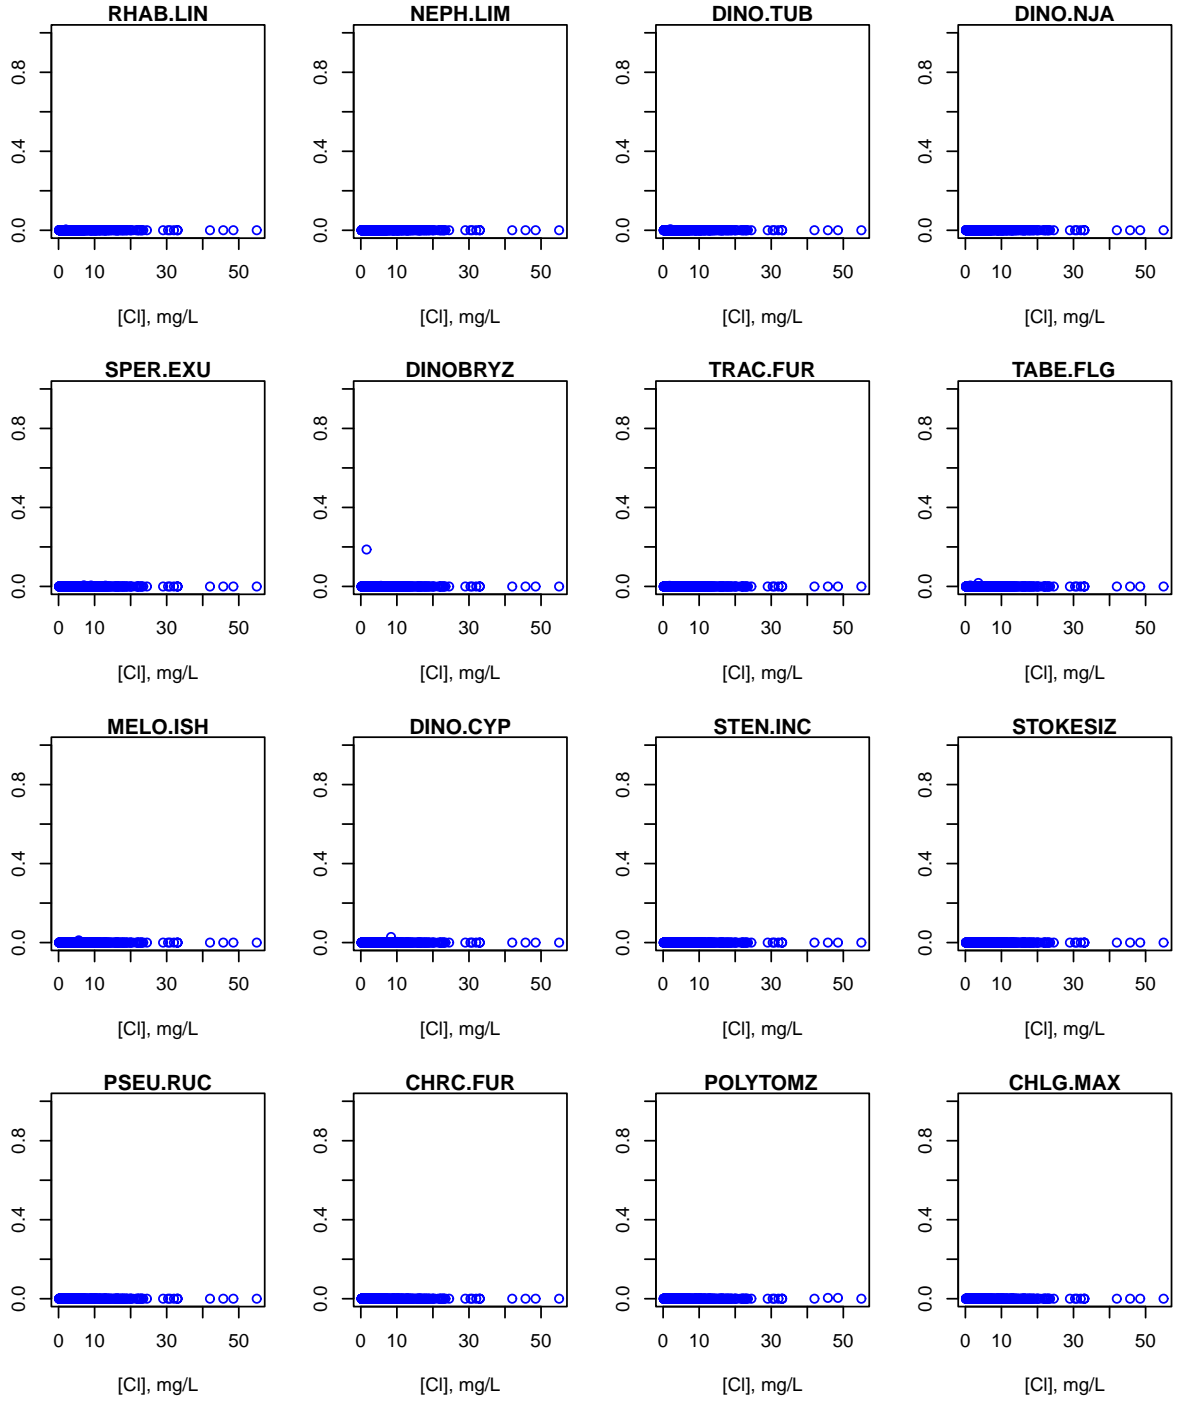 RHAB.LIN NEPH.LIM DINO.TUB DINO.NJA
0.8 0.8 0.8 0.8
0.4 0.4 0.4 0.4
0.0 0.0 0.0 0.0
0 10 30 50 0 10 30 50 0 10 30 50 0 10 30 50
[Cl], mg/L [Cl], mg/L [Cl], mg/L [Cl], mg/L
SPER.EXU DINOBRYZ TRAC.FUR TABE.FLG
0.8 0.8 0.8 0.8
0.4 0.4 0.4 0.4
0.0 0.0 0.0 0.0
0 10 30 50 0 10 30 50 0 10 30 50 0 10 30 50
[Cl], mg/L [Cl], mg/L [Cl], mg/L [Cl], mg/L
MELO.ISH DINO.CYP STEN.INC STOKESIZ
0.8 0.8 0.8 0.8
0.4 0.4 0.4 0.4
0.0 0.0 0.0 0.0
0 10 30 50 0 10 30 50 0 10 30 50 0 10 30 50
[Cl], mg/L [Cl], mg/L [Cl], mg/L [Cl], mg/L
PSEU.RUC CHRC.FUR POLYTOMZ CHLG.MAX
0.8 0.8 0.8 0.8
0.4 0.4 0.4 0.4
0.0 0.0 0.0 0.0
0 10 30 50 0 10 30 50 0 10 30 50 0 10 30 50
[Cl], mg/L [Cl], mg/L [Cl], mg/L [Cl], mg/L